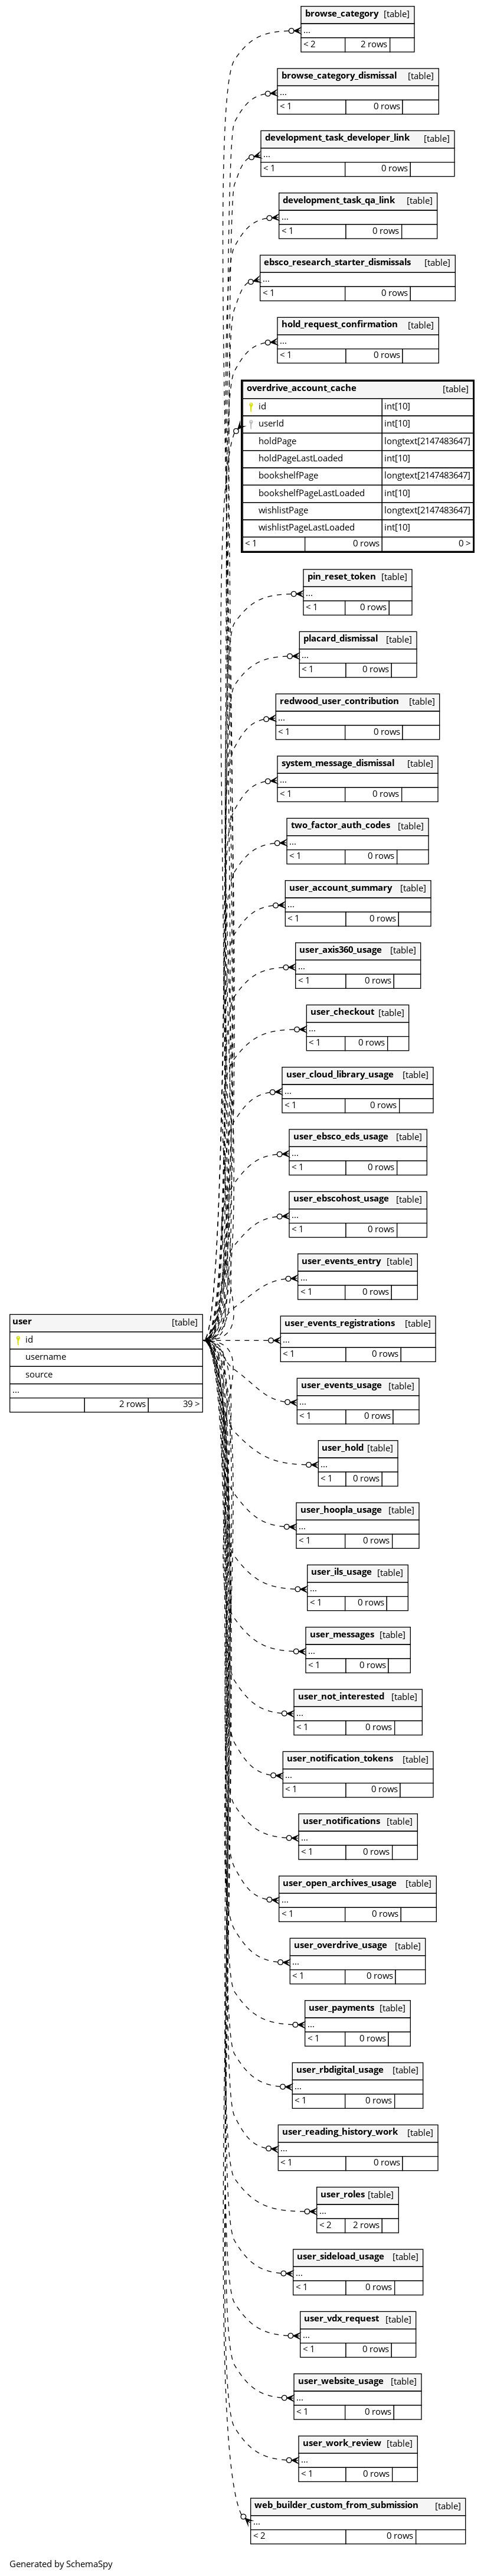 browse_category [table]
...
< 2 2 rows
browse_category_dismissal [table]
...
< 1 0 rows
development_task_developer_link [table]
...
< 1 0 rows
development_task_qa_link [table]
...
< 1 0 rows
ebsco_research_starter_dismissals [table]
...
< 1 0 rows
hold_request_confirmation [table]
...
< 1 0 rows
overdrive_account_cache [table]
id int[10]
userId int[10]
holdPage longtext[2147483647]
holdPageLastLoaded int[10]
bookshelfPage longtext[2147483647]
bookshelfPageLastLoaded int[10]
wishlistPage longtext[2147483647]
wishlistPageLastLoaded int[10]
< 1 0 rows 0 >
pin_reset_token [table]
...
< 1 0 rows
placard_dismissal [table]
...
< 1 0 rows
redwood_user_contribution [table]
...
< 1 0 rows
system_message_dismissal [table]
...
< 1 0 rows
two_factor_auth_codes [table]
...
< 1 0 rows
user_account_summary [table]
...
< 1 0 rows
user_axis360_usage [table]
...
< 1 0 rows
user_checkout [table]
...
< 1 0 rows
user_cloud_library_usage [table]
...
< 1 0 rows
user_ebsco_eds_usage [table]
...
< 1 0 rows
user_ebscohost_usage [table]
...
< 1 0 rows
user_events_entry [table]
...
< 1 0 rows
user [table]
id
username
source
...
2 rows 39 >
user_events_registrations [table]
...
< 1 0 rows
user_events_usage [table]
...
< 1 0 rows
user_hold [table]
...
< 1 0 rows
user_hoopla_usage [table]
...
< 1 0 rows
user_ils_usage [table]
...
< 1 0 rows
user_messages [table]
...
< 1 0 rows
user_not_interested [table]
...
< 1 0 rows
user_notification_tokens [table]
...
< 1 0 rows
user_notifications [table]
...
< 1 0 rows
user_open_archives_usage [table]
...
< 1 0 rows
user_overdrive_usage [table]
...
< 1 0 rows
user_payments [table]
...
< 1 0 rows
user_rbdigital_usage [table]
...
< 1 0 rows
user_reading_history_work [table]
...
< 1 0 rows
user_roles [table]
...
< 2 2 rows
user_sideload_usage [table]
...
< 1 0 rows
user_vdx_request [table]
...
< 1 0 rows
user_website_usage [table]
...
< 1 0 rows
user_work_review [table]
...
< 1 0 rows
web_builder_custom_from_submission [table]
...
< 2 0 rows
Generated by SchemaSpy